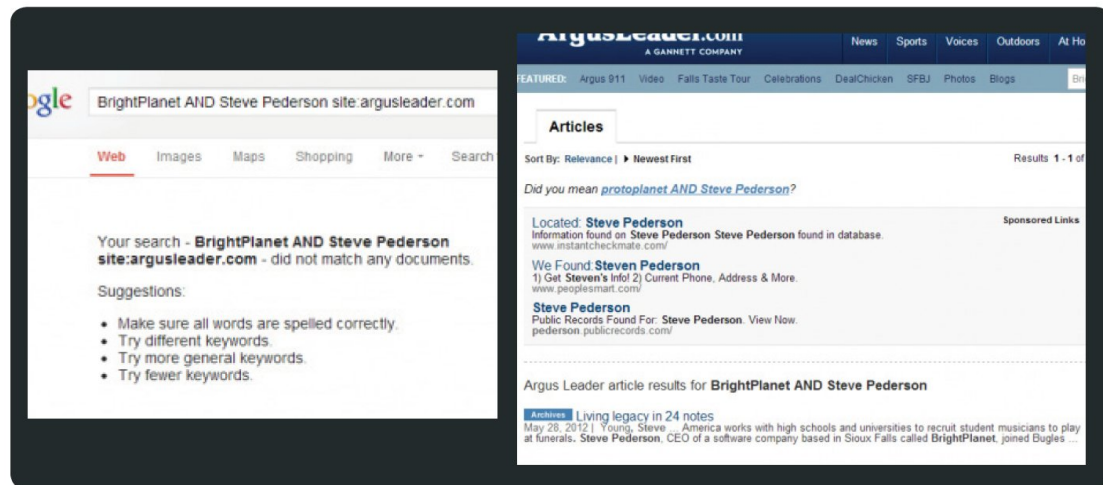 ogle
BrightPlanet AND Steve Pederson site:argusleader.com
Web Images Maps Shopping More Search
Your search - BrightPlanet AND Steve Pederson
site:argusleader.com - did not match any documents.
Suggestions:
• Make sure all words are spelled correctly.
• Try different keywords.
• Try more general keywords.
• Try fewer keywords.
ArgusLeader.com
A GANNETT COMPANY
News Sports Voices Outdoors At Ho
FEATURED: Argus 911 Video Falls Taste Tour Celebrations DealChicken SFBJ Photos Blogs Bri
Articles
Sort By: Relevance | Newest First Results 1 - 1 of
Did you mean protoplanet AND Steve Pederson?
Sponsored Links
Located: Steve Pederson
Information found on Steve Pederson Steve Pederson found in database.
www.instantcheckmate.com/
We Found:Steven Pederson
1) Get Steven's Info! 2) Current Phone, Address & More.
www.peoplesmart.com/
Steve Pederson
Public Records Found For: Steve Pederson. View Now.
pederson.publicrecords.com/
Argus Leader article results for BrightPlanet AND Steve Pederson
Archives Living legacy in 24 notes
May 28, 2012 | Young, Steve ... America works with high schools and universities to recruit student musicians to play
at funerals. Steve Pederson, CEO of a software company based in Sioux Falls called BrightPlanet, joined Bugles ...